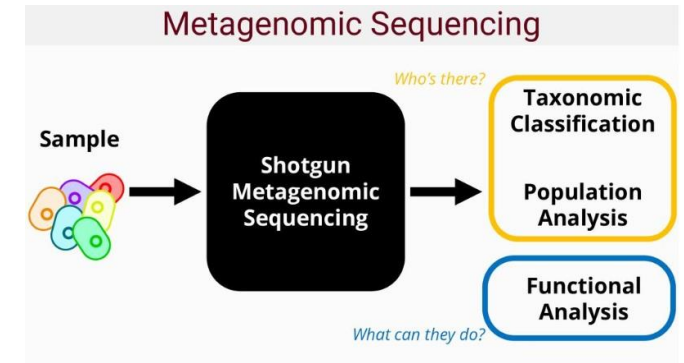 Metagenomic Sequencing
Sample
Shotgun
Metagenomic
Sequencing
Who's there?
Taxonomic
Classification
Population
Analysis
Functional
Analysis
What can they do?